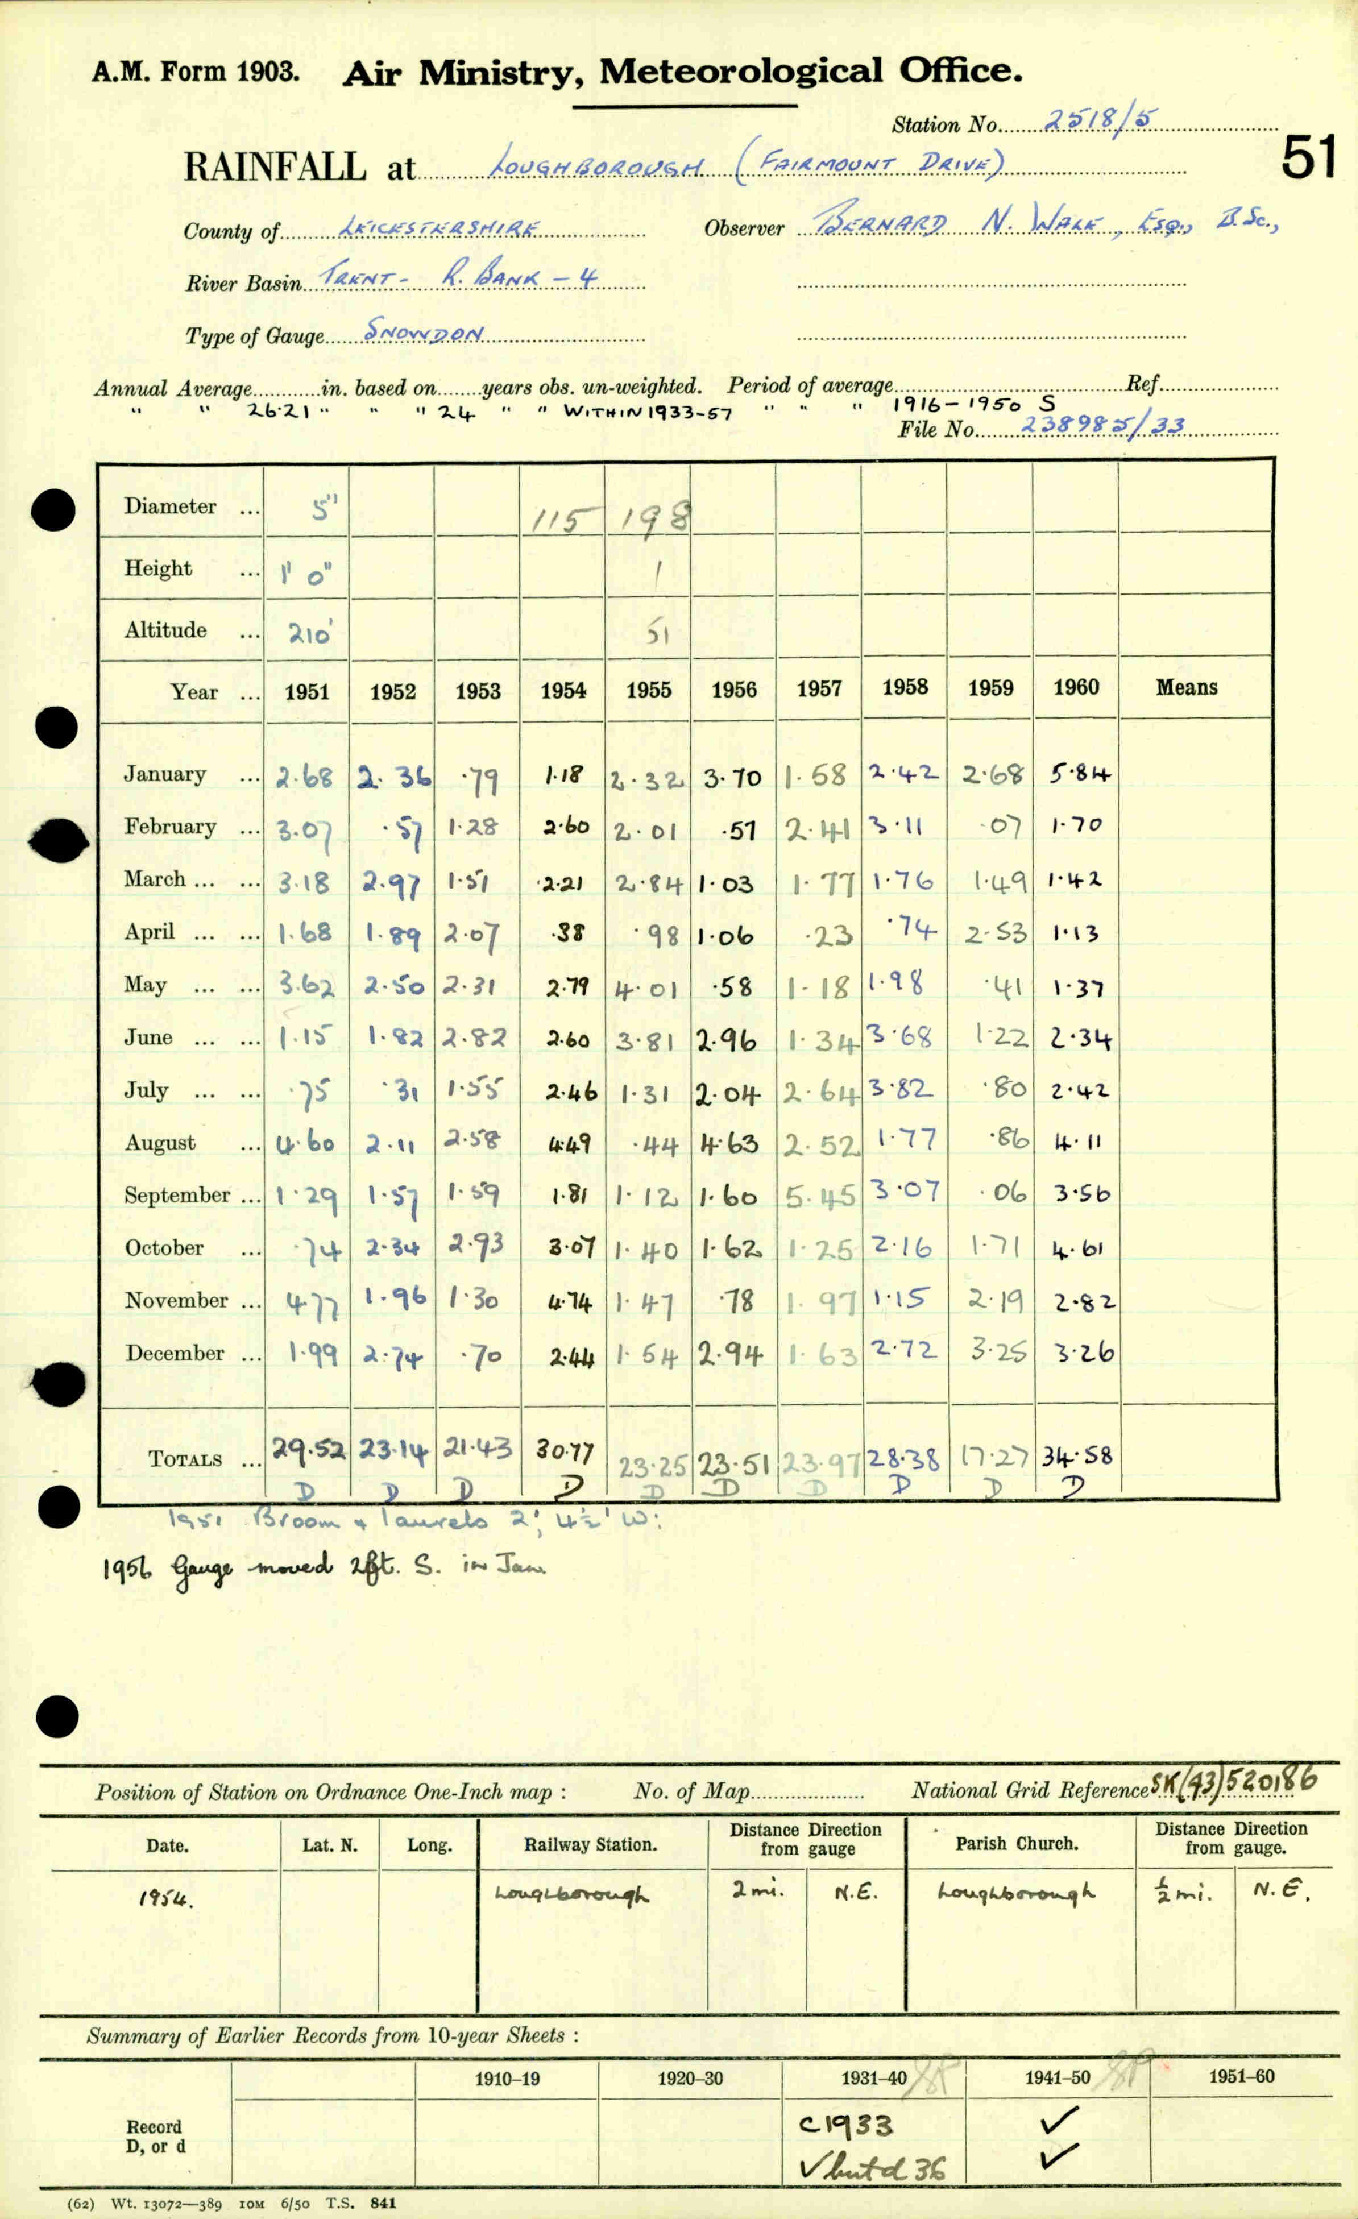 A.M. Form 1903. Air Ministry, Meteorological Office.
Station No. 2518/5
51
RAINFALL at LOUGHBOROUGH (FAIRMOUNT DRIVE)
County of LEICESTERSHIRE Observer BERNARD N. WALE, ESQ., B.Sc.,
River Basin TRENT - R. BANK - 4
Type of Gauge SNOWDON
Annual Average in. based on years obs. un-weighted. Period of average Ref.
" " 26·21 " " " 24 " " WITHIN 1933-57 " " " 1916-1950 S
File No. 238985/33
Diameter ... 5" 115 198
Height ... 1' 0" 1
Altitude ... 210' 51
Year ... 1951 1952 1953 1954 1955 1956 1957 1958 1959 1960 Means
January ... 2·68 2·36 ·79 1·18 2·32 3·70 1·58 2·42 2·68 5·84
February ... 3·07 ·57 1·28 2·60 2·01 ·57 2·41 3·11 ·07 1·70
March ... ... 3·18 2·97 1·51 2·21 2·84 1·03 1·77 1·76 1·49 1·42
April ... ... 1·68 1·89 2·07 ·38 ·98 1·06 ·23 ·74 2·53 1·13
May ... ... 3·62 2·50 2·31 2·79 4·01 ·58 1·18 1·98 ·41 1·37
June ... ... 1·15 1·82 2·82 2·60 3·81 2·96 1·34 3·68 1·22 2·34
July ... ... ·75 ·31 1·55 2·46 1·31 2·04 2·64 3·82 ·80 2·42
August ... 4·60 2·11 2·58 4·49 ·44 4·63 2·52 1·77 ·86 4·11
September ... 1·29 1·57 1·59 1·81 1·12 1·60 5·45 3·07 ·06 3·56
October ... ·74 2·34 2·93 3·07 1·40 1·62 1·25 2·16 1·71 4·61
November ... 4·77 1·96 1·30 4·74 1·47 ·78 1·97 1·15 2·19 2·82
December ... 1·99 2·74 ·70 2·44 1·54 2·94 1·63 2·72 3·25 3·26
TOTALS ... 29·52 23·14 21·43 30·77 23·25 23·51 23·97 28·38 17·27 34·58
D D D D D D D D D D
1951 Broom & laurels 2', 4½' W:
1956 Gauge moved 2ft. S. in Jan
Position of Station on Ordnance One-Inch map : No. of Map National Grid Reference SK(43)520186
Date. Lat. N. Long. Railway Station. Distance Direction from gauge Parish Church. Distance Direction from gauge.
1954. Loughborough 2 mi. N.E. Loughborough ½ mi. N.E.
Summary of Earlier Records from 10-year Sheets :
1910–19 1920–30 1931–40 1941–50 1951–60
Record c1933 ✓
D, or d ✓ but d 36 ✓
(62) Wt. 13072—389 10M 6/50 T.S. 841